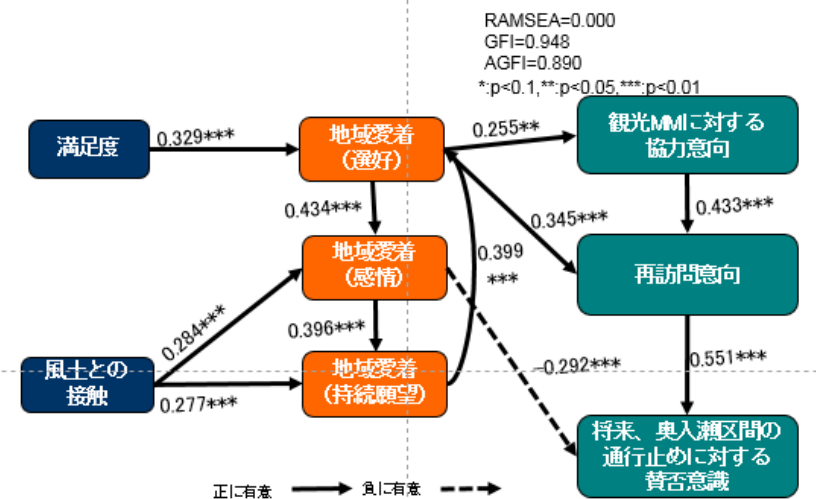 RAMSEA=0.000
GFI=0.948
AGFI=0.890
*:p<0.1,**:p<0.05,***:p<0.01
満足度
0.329***
地域愛着
(選好)
0.255**
観光MMに対する
協力意向
0.434***
0.345***
0.433***
地域愛着
(感情)
0.399
***
再訪問意向
0.284***
0.396***
風土との
接触
0.277***
地域愛着
(持続願望)
-0.292***
0.551***
将来、奥入瀬区間の
通行止めに対する
賛否意識
正に有意
負に有意